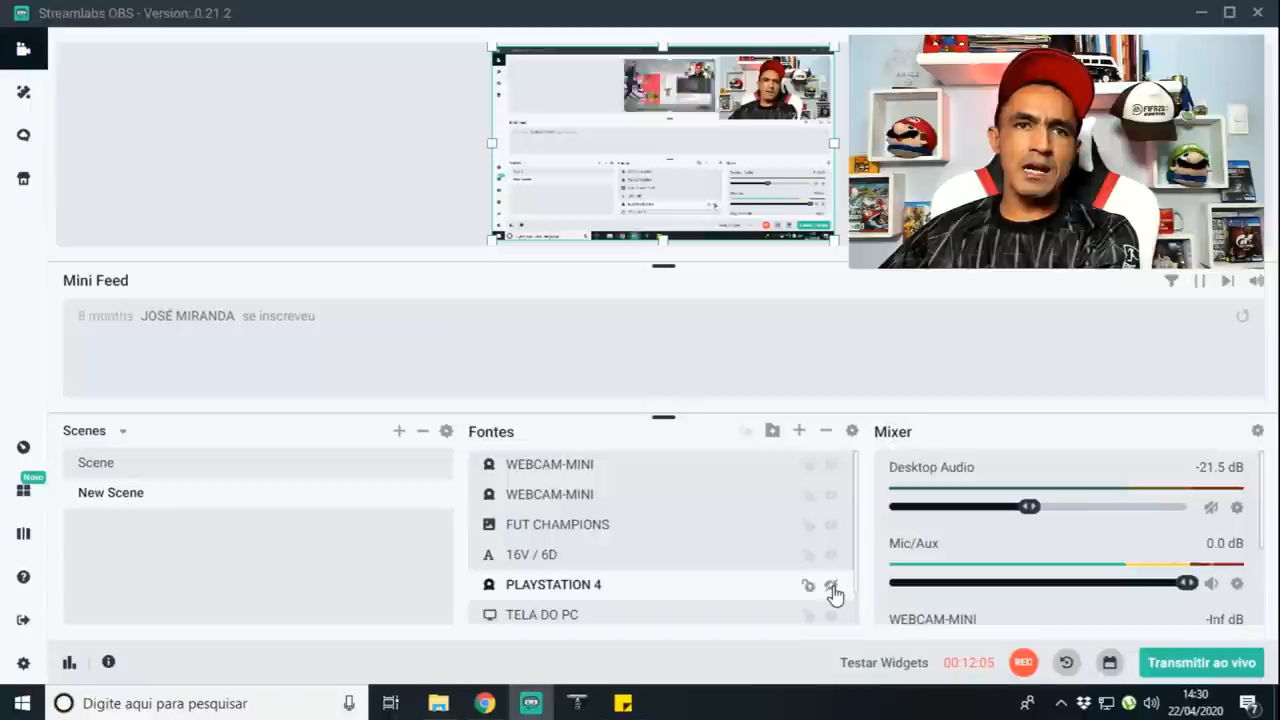 Streamlabs OBS - Version: 0.21.2
Mini Feed
8 months JOSÉ MIRANDA se inscreveu
Scenes
Scene
New Scene
Fontes
WEBCAM-MINI
WEBCAM-MINI
FUT CHAMPIONS
16V / 6D
PLAYSTATION 4
TELA DO PC
Mixer
Desktop Audio -21.5 dB
Mic/Aux 0.0 dB
WEBCAM-MINI -Inf dB
Novo
Testar Widgets 00:12:05 REC Transmitir ao vivo
Digite aqui para pesquisar
14:30
22/04/2020
7